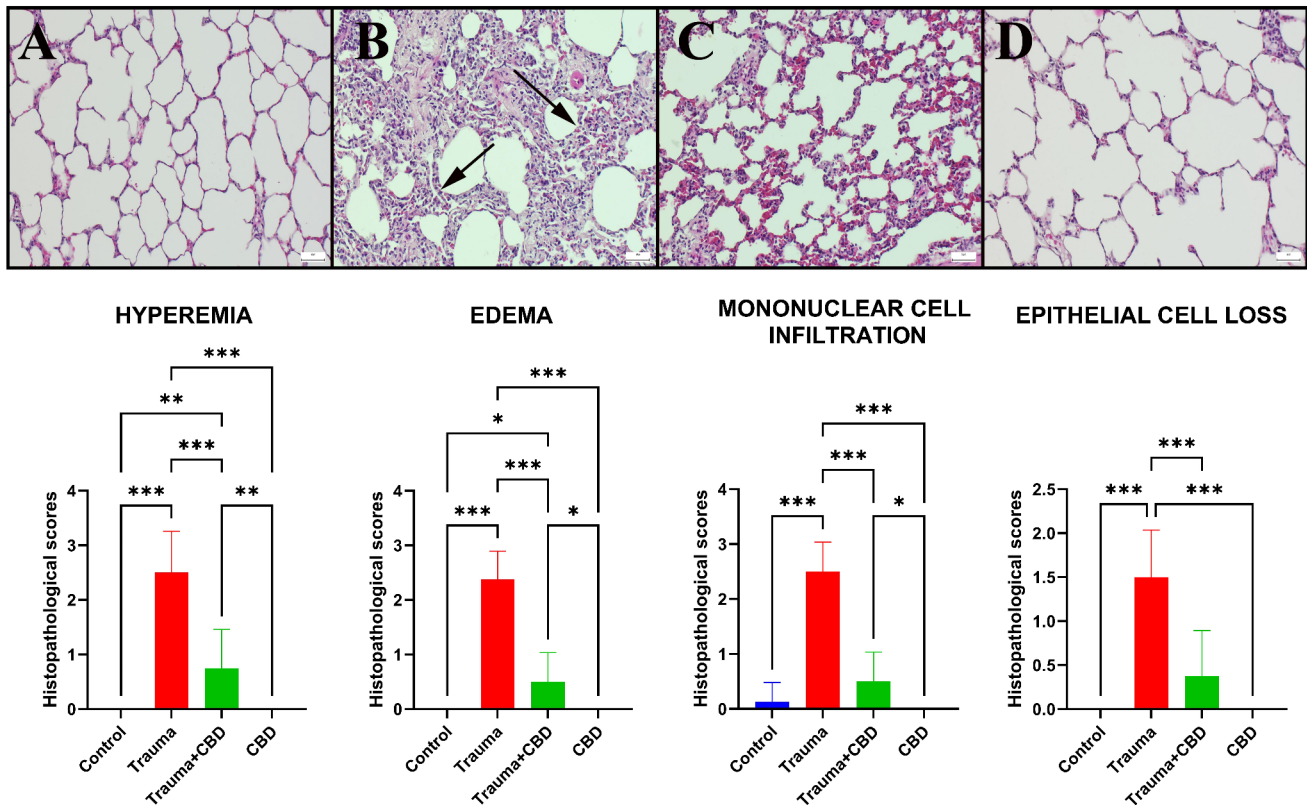 A B C D
HYPEREMIA
***
**
***
***
**
Histopathological scores
4
3
2
1
0
Control
Trauma
Trauma+CBD
CBD
EDEMA
***
*
***
***
*
Histopathological scores
4
3
2
1
0
Control
Trauma
Trauma+CBD
CBD
MONONUCLEAR CELL
INFILTRATION
***
***
***
*
Histopathological scores
4
3
2
1
0
Control
Trauma
Trauma+CBD
CBD
EPITHELIAL CELL LOSS
***
***
***
Histopathological scores
2.5
2.0
1.5
1.0
0.5
0.0
Control
Trauma
Trauma+CBD
CBD